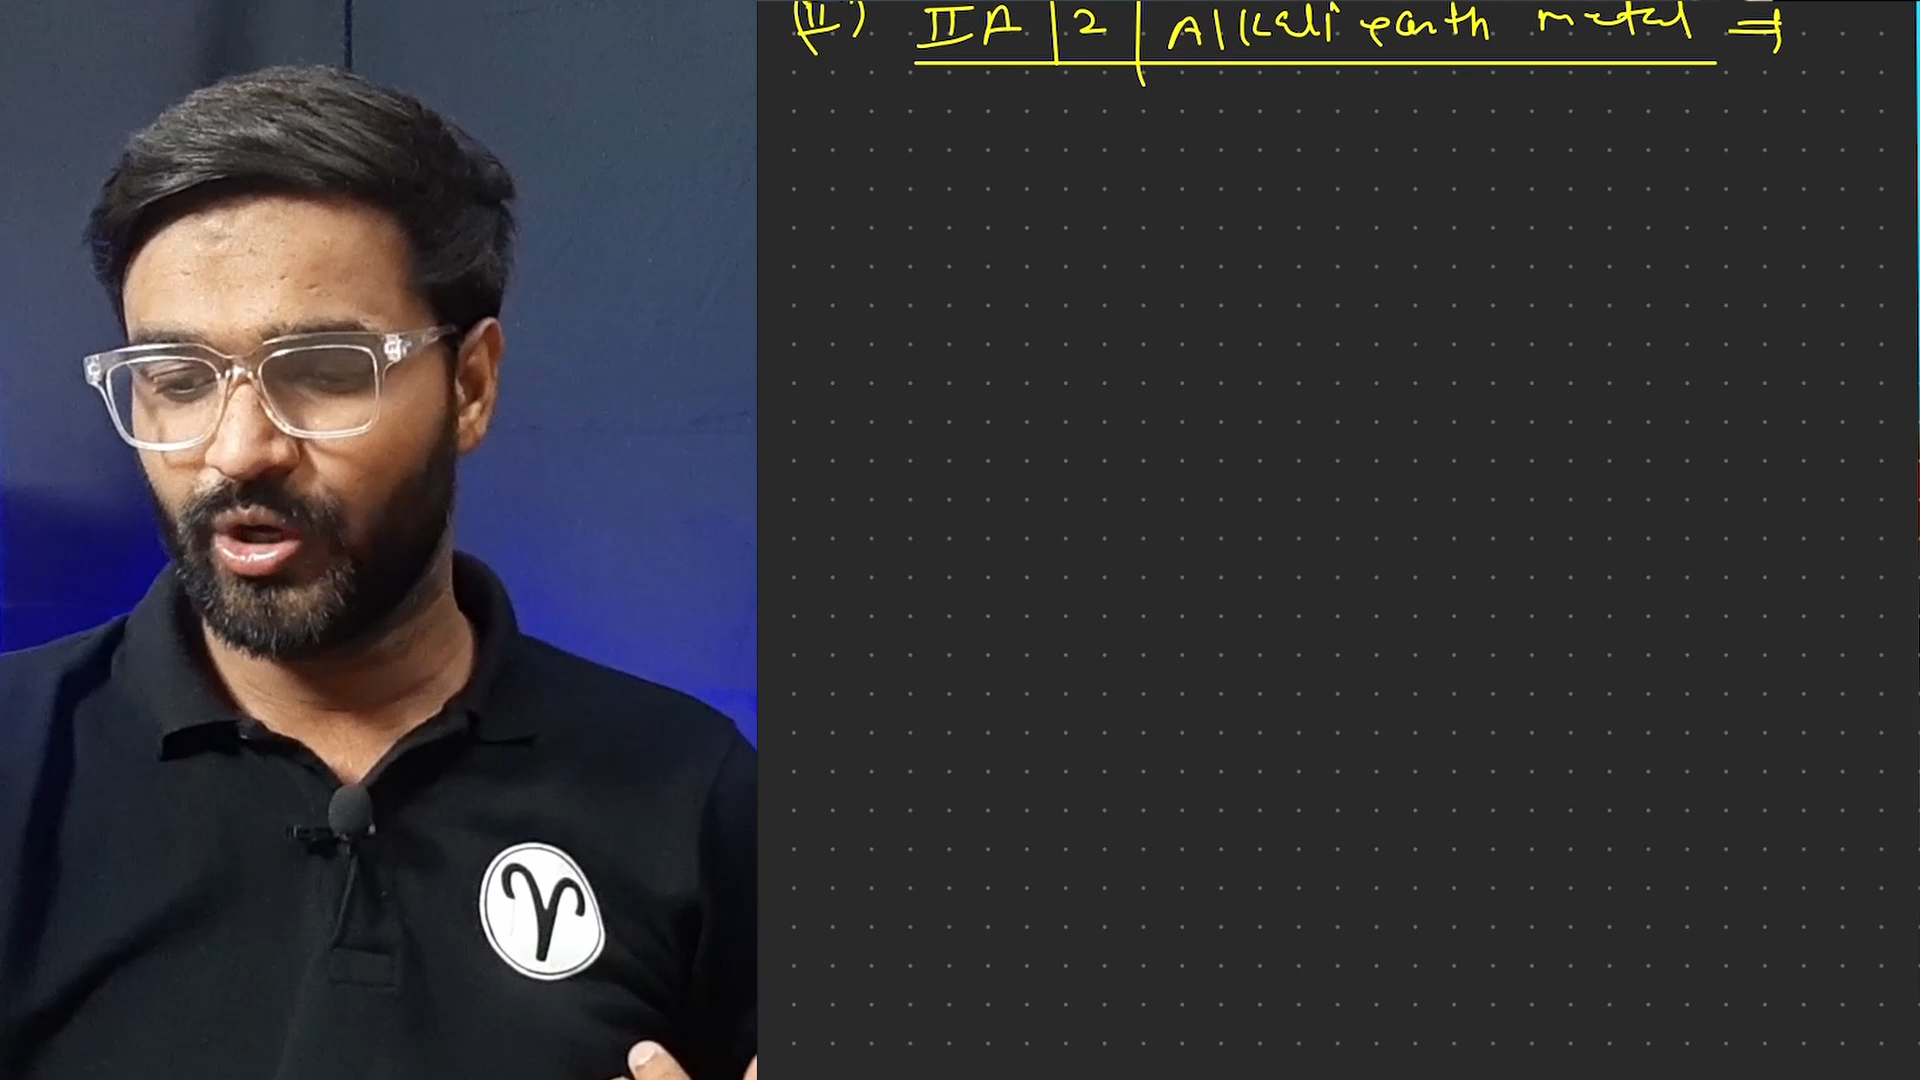 (II) IIA | 2 | Alkali earth metal ⇒